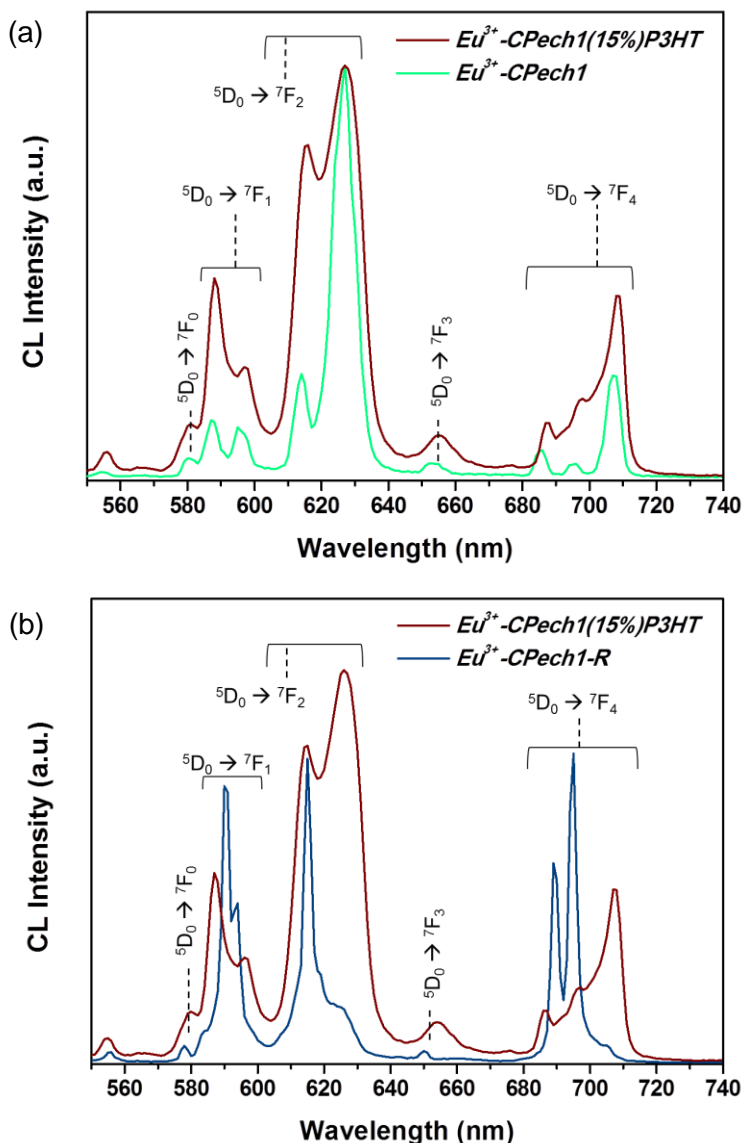 (a)
Eu³⁺-CPech1(15%)P3HT
Eu³⁺-CPech1
⁵D₀ → ⁷F₂
⁵D₀ → ⁷F₁
⁵D₀ → ⁷F₄
⁵D₀ → ⁷F₀
⁵D₀ → ⁷F₃
CL Intensity (a.u.)
560 580 600 620 640 660 680 700 720 740
Wavelength (nm)
(b)
Eu³⁺-CPech1(15%)P3HT
Eu³⁺-CPech1-R
⁵D₀ → ⁷F₂
⁵D₀ → ⁷F₄
⁵D₀ → ⁷F₁
⁵D₀ → ⁷F₀
⁵D₀ → ⁷F₃
CL Intensity (a.u.)
560 580 600 620 640 660 680 700 720 740
Wavelength (nm)